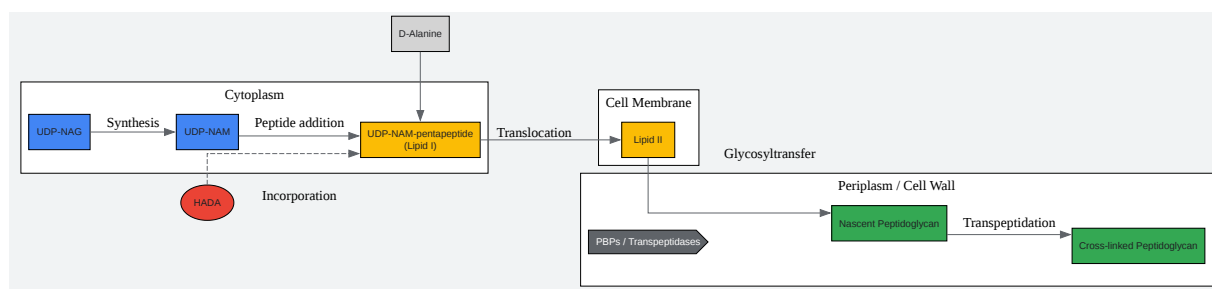 D-Alanine
Cytoplasm
UDP-NAG
Synthesis
UDP-NAM
Peptide addition
UDP-NAM-pentapeptide
(Lipid I)
Translocation
Cell Membrane
Lipid II
Glycosyltransfer
HADA
Incorporation
Periplasm / Cell Wall
PBPs / Transpeptidases
Nascent Peptidoglycan
Transpeptidation
Cross-linked Peptidoglycan